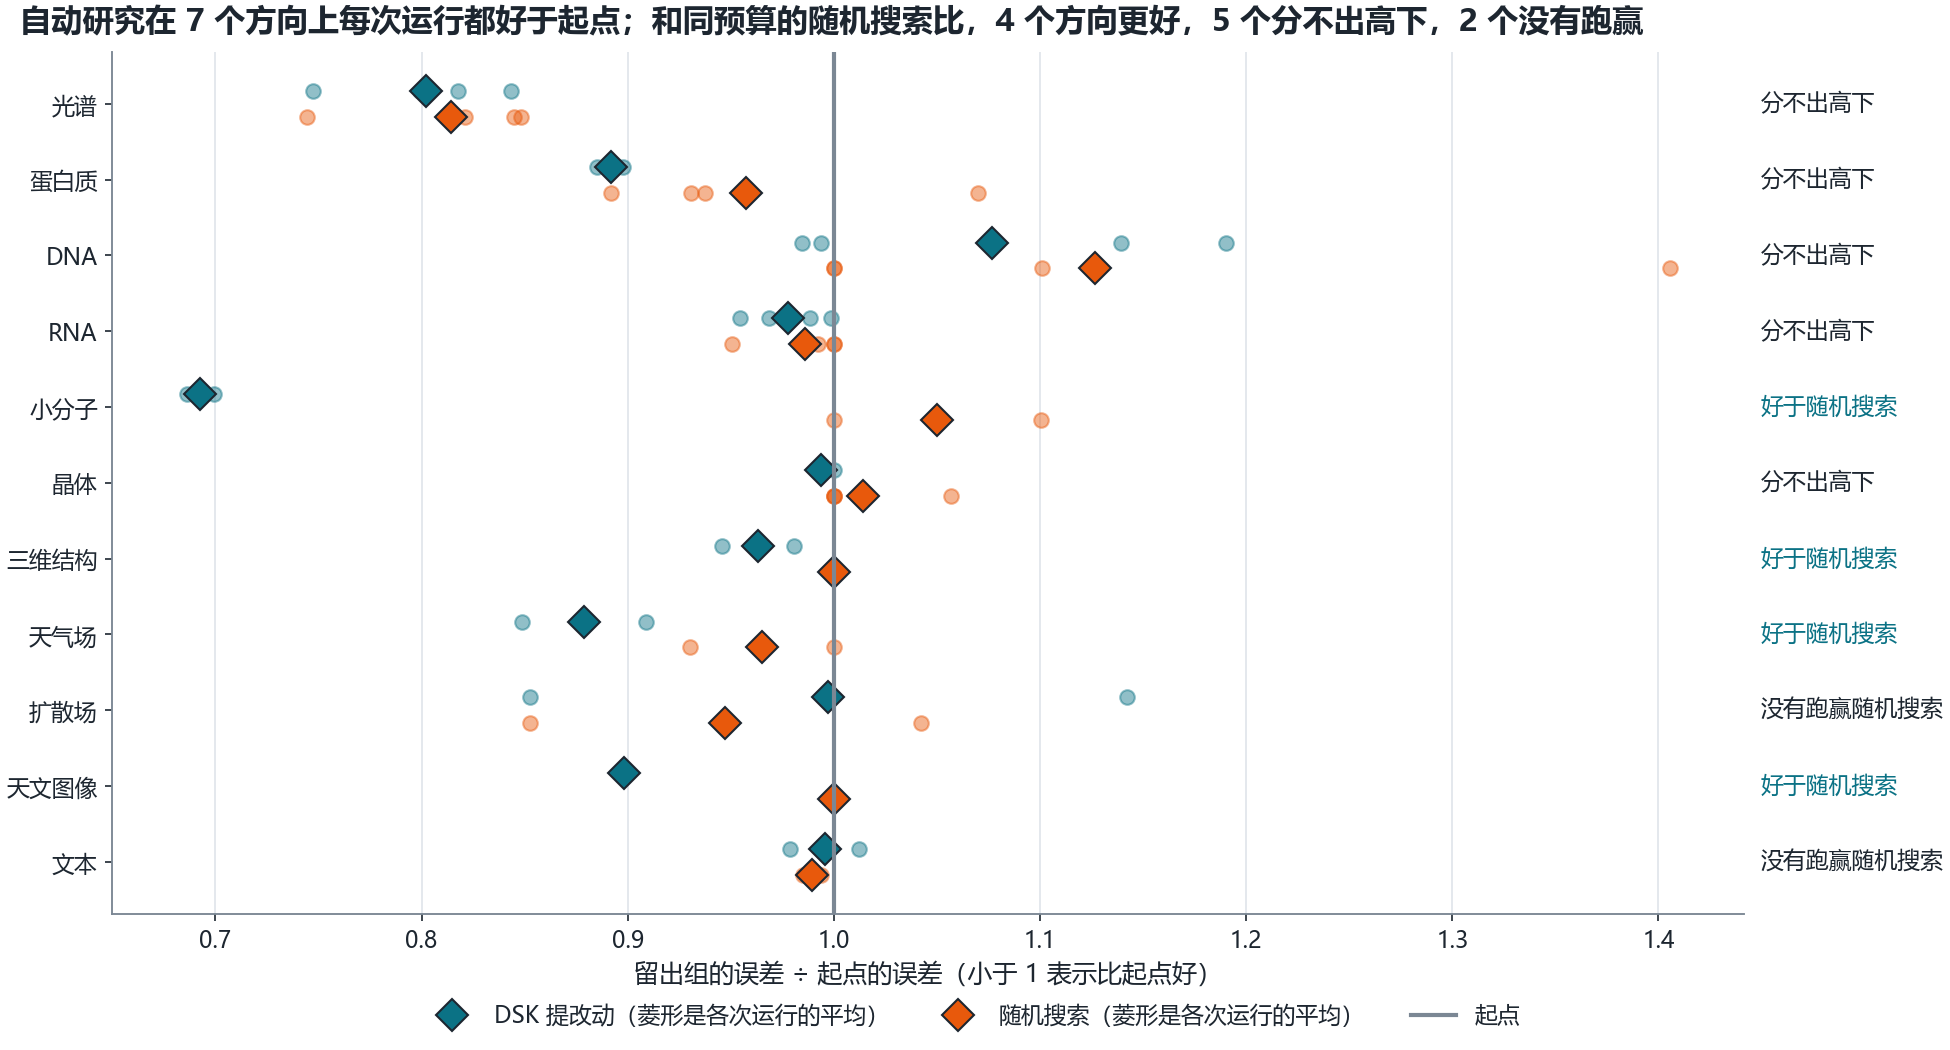 自动研究在 7 个方向上每次运行都好于起点；和同预算的随机搜索比，4 个方向更好，5 个分不出高下，2 个没有跑赢
光谱 分不出高下
蛋白质 分不出高下
DNA 分不出高下
RNA 分不出高下
小分子 好于随机搜索
晶体 分不出高下
三维结构 好于随机搜索
天气场 好于随机搜索
扩散场 没有跑赢随机搜索
天文图像 好于随机搜索
文本 没有跑赢随机搜索
0.7 0.8 0.9 1.0 1.1 1.2 1.3 1.4
留出组的误差 ÷ 起点的误差（小于 1 表示比起点好）
DSK 提改动（菱形是各次运行的平均） 随机搜索（菱形是各次运行的平均） 起点